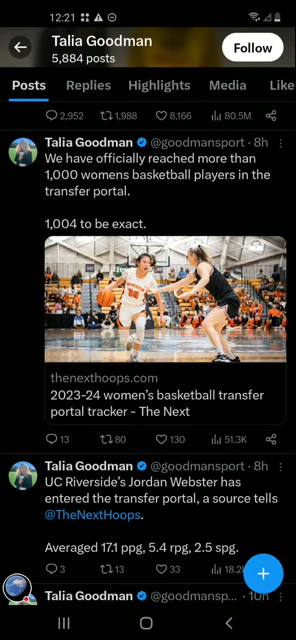 12:21
Talia Goodman
5,884 posts
Follow
Posts Replies Highlights Media Like
2,952 1,988 8,166 80.5M
Talia Goodman @goodmansport · 8h
We have officially reached more than
1,000 womens basketball players in the
transfer portal.
1,004 to be exact.
thenexthoops.com
2023-24 women's basketball transfer
portal tracker - The Next
13 80 130 51.3K
Talia Goodman @goodmansport · 8h
UC Riverside's Jordan Webster has
entered the transfer portal, a source tells
@TheNextHoops.
Averaged 17.1 ppg, 5.4 rpg, 2.5 spg.
3 13 33 18.2
Talia Goodman @goodmansp... · 10h